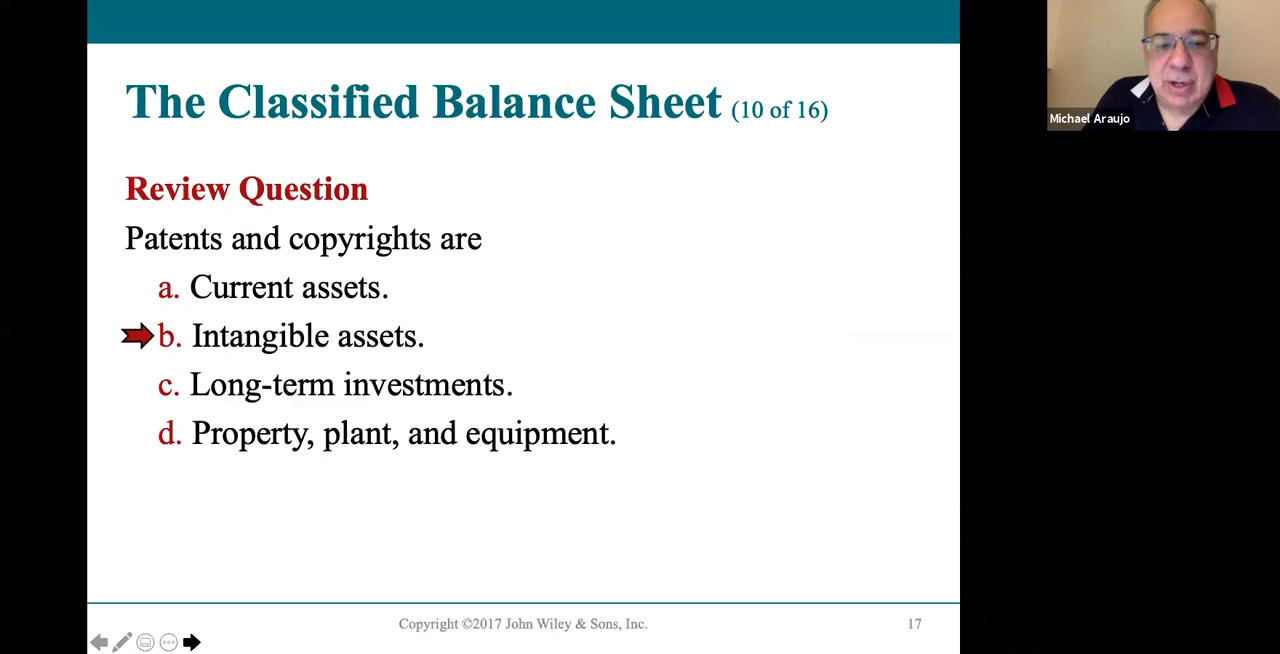 The Classified Balance Sheet (10 of 16)
Michael Araujo
Review Question
Patents and copyrights are
a. Current assets.
b. Intangible assets.
c. Long-term investments.
d. Property, plant, and equipment.
Copyright ©2017 John Wiley & Sons, Inc.
17